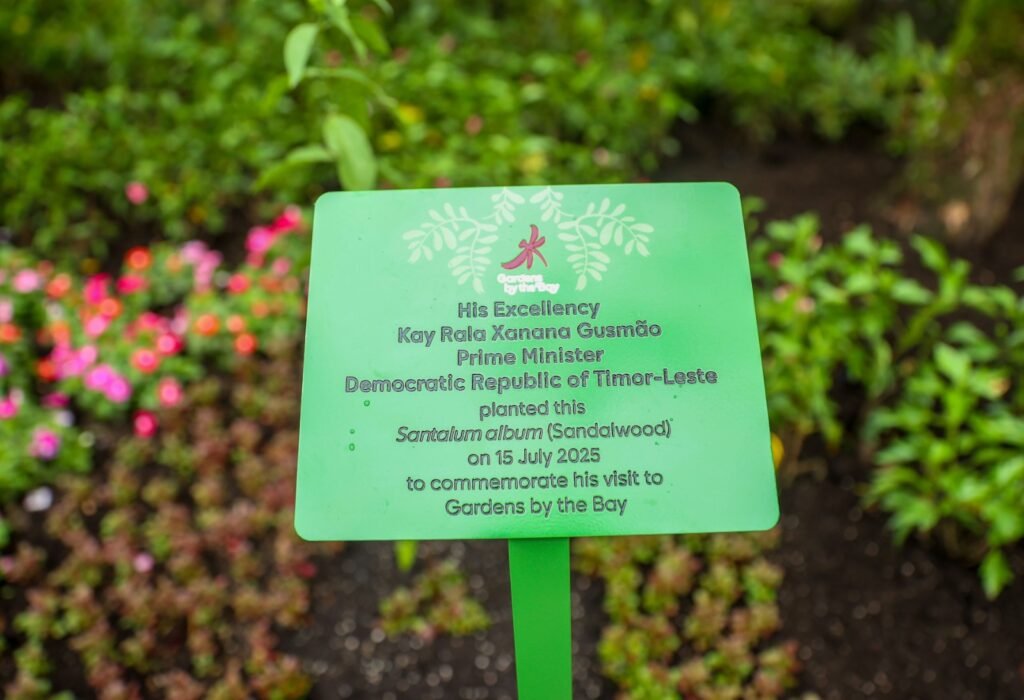 Gardens
by the Bay
His Excellency
Kay Rala Xanana Gusmão
Prime Minister
Democratic Republic of Timor-Leste
planted this
Santalum album (Sandalwood)
on 15 July 2025
to commemorate his visit to
Gardens by the Bay